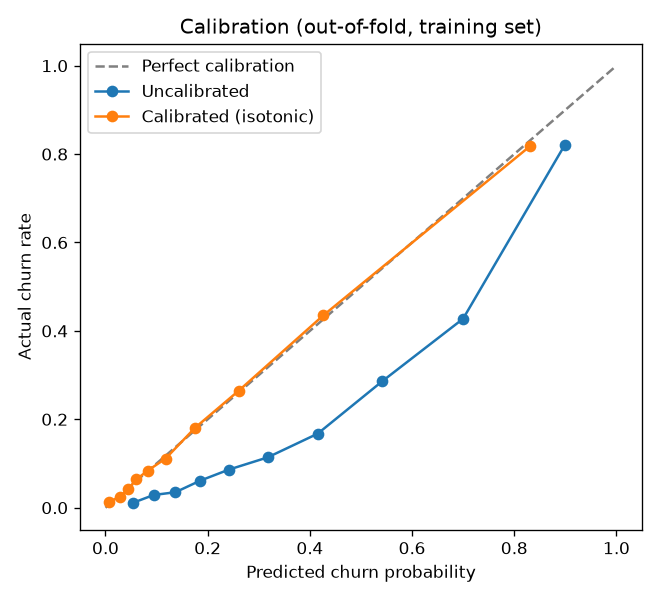 Calibration (out-of-fold, training set)
Perfect calibration
Uncalibrated
Calibrated (isotonic)
1.0
0.8
0.6
0.4
0.2
0.0
Actual churn rate
0.0 0.2 0.4 0.6 0.8 1.0
Predicted churn probability